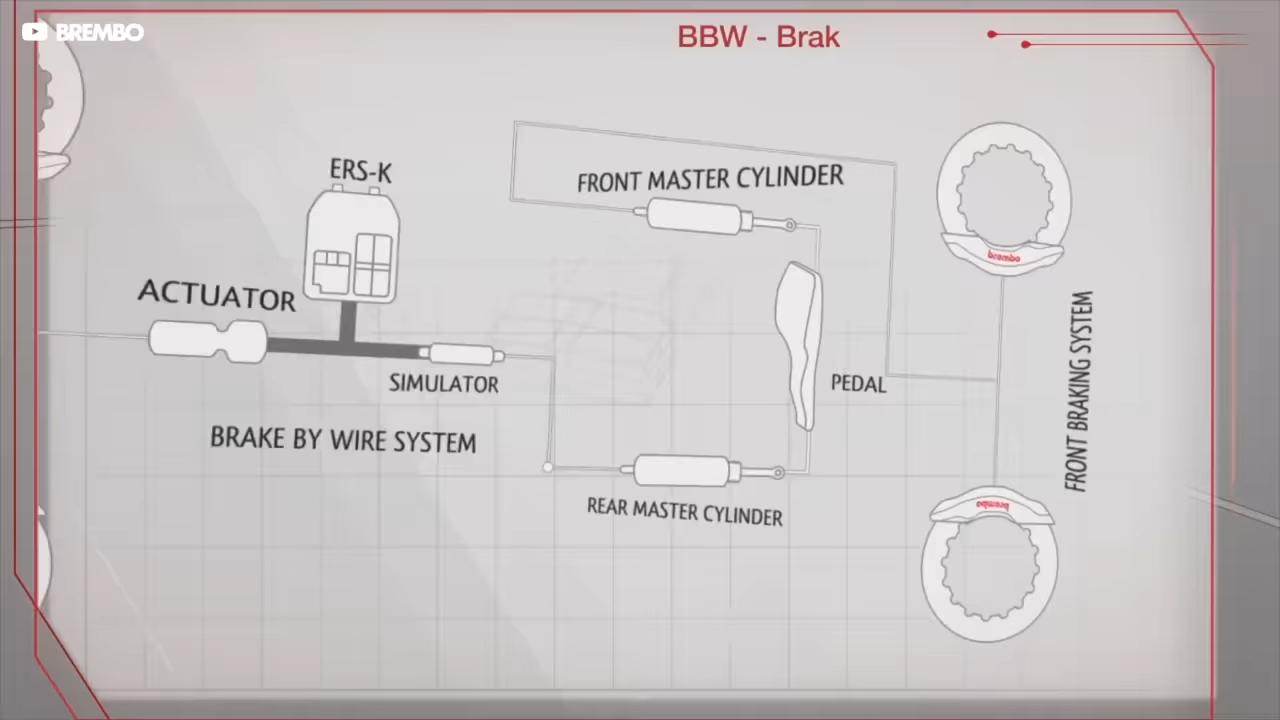 BREMBO
BBW - Brak
ERS-K
FRONT MASTER CYLINDER
ACTUATOR
brembo
SIMULATOR
PEDAL
FRONT BRAKING SYSTEM
BRAKE BY WIRE SYSTEM
REAR MASTER CYLINDER
brembo